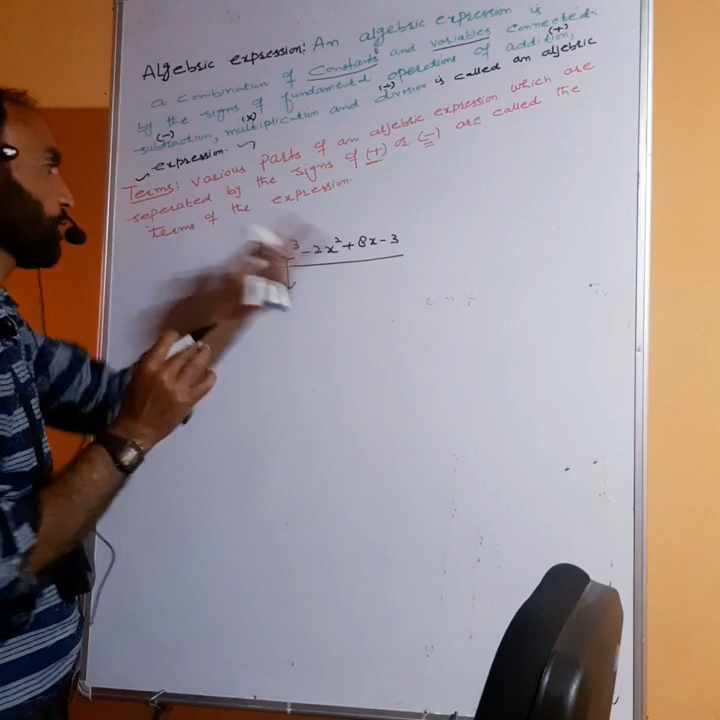 Algebric expression: An algebric expression is
a combination of Constants and variables connected
by the signs of fundamental operations of addition, (+)
subtraction, (-) multiplication (x) and division (÷) is called an algebric
expression.
Terms: Various parts of an algebric expression which are
seperated by the signs of (+) or (-) are called the
terms of the expression.
3 - 2x² + 8x - 3